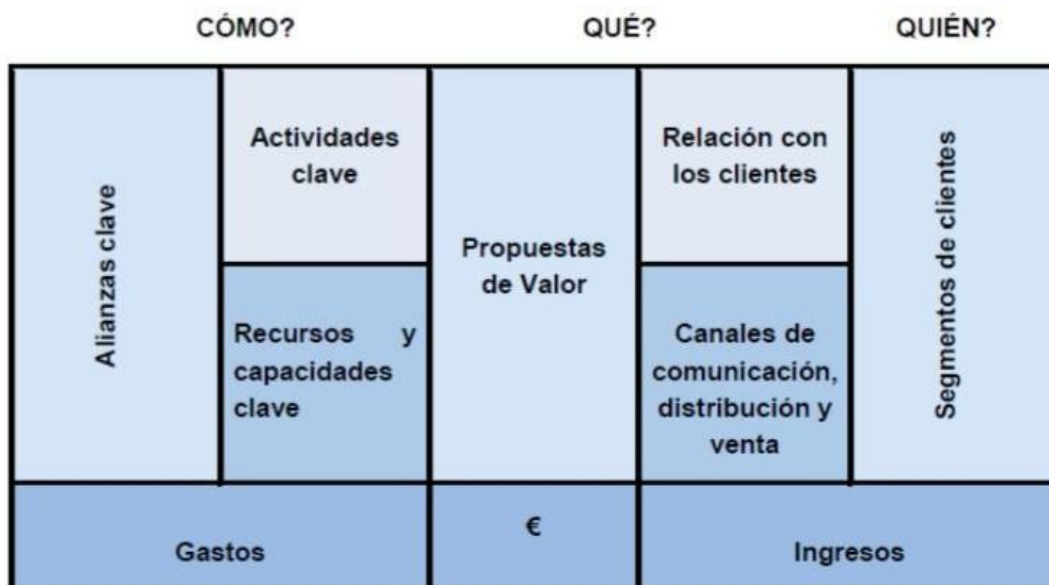 CÓMO?
QUÉ?
QUIÉN?
Alianzas clave
Actividades
clave
Recursos y
capacidades
clave
Propuestas
de Valor
Relación con
los clientes
Canales de
comunicación,
distribución y
venta
Segmentos de clientes
Gastos
€
Ingresos